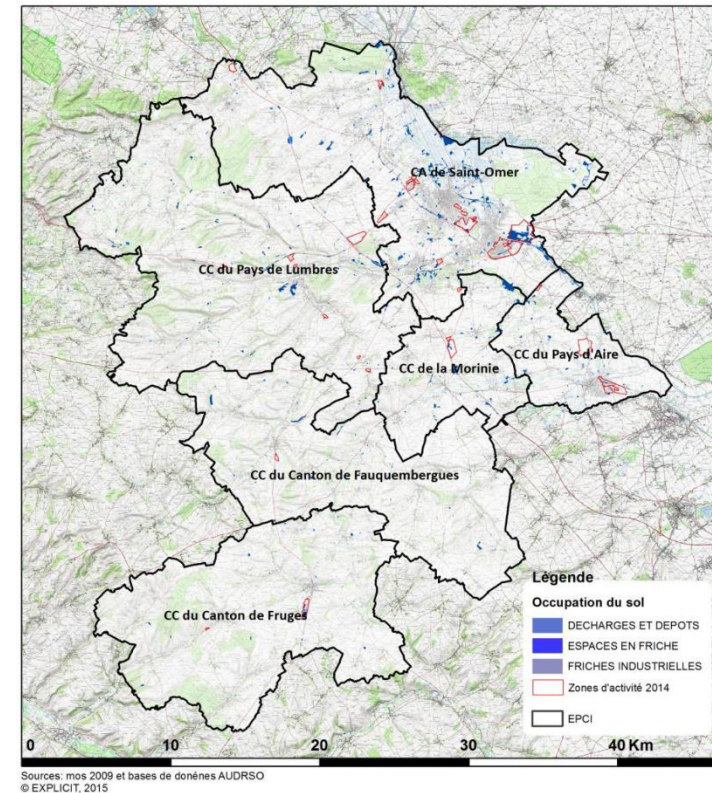 CA de Saint-Omer
CC du Pays de Lumbres
CC du Pays d'Aire
CC de la Morinie
CC du Canton de Fauquembergues
CC du Canton de Fruges
Légende
Occupation du sol
DECHARGES ET DEPOTS
ESPACES EN FRICHE
FRICHES INDUSTRIELLES
Zones d'activité 2014
EPCI
0 10 20 30 40 Km
Sources: mos 2009 et bases de donénes AUDRSO
© EXPLICIT, 2015